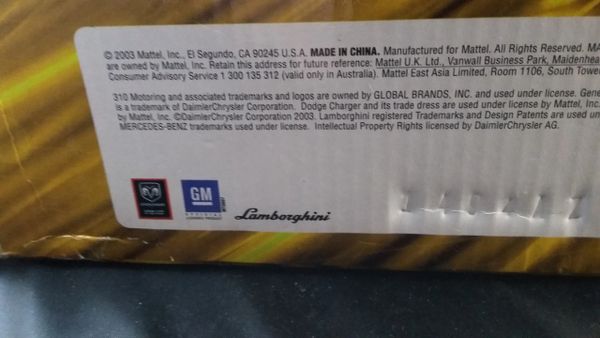 © 2003 Mattel, Inc., El Segundo, CA 90245 U.S.A. MADE IN CHINA. Manufactured for Mattel. All Rights Reserved. MA
are owned by Mattel, Inc. Retain this address for future reference: Mattel U.K. Ltd., Vanwall Business Park, Maidenhea
Consumer Advisory Service 1 300 135 312 (valid only in Australia). Mattel East Asia Limited, Room 1106, South Tower
310 Motoring and associated trademarks and logos are owned by GLOBAL BRANDS, INC. and used under license. Gene
is a trademark of DaimlerChrysler Corporation. Dodge Charger and its trade dress are used under license by Mattel, Inc.
by Mattel, Inc. ©DaimlerChrysler Corporation 2003. Lamborghini registered Trademarks and Design Patents are used un
MERCEDES-BENZ trademarks used under license. Intellectual Property Rights licensed by DaimlerChrysler AG.
GM
OFFICIAL
LICENSED PRODUCT
Lamborghini